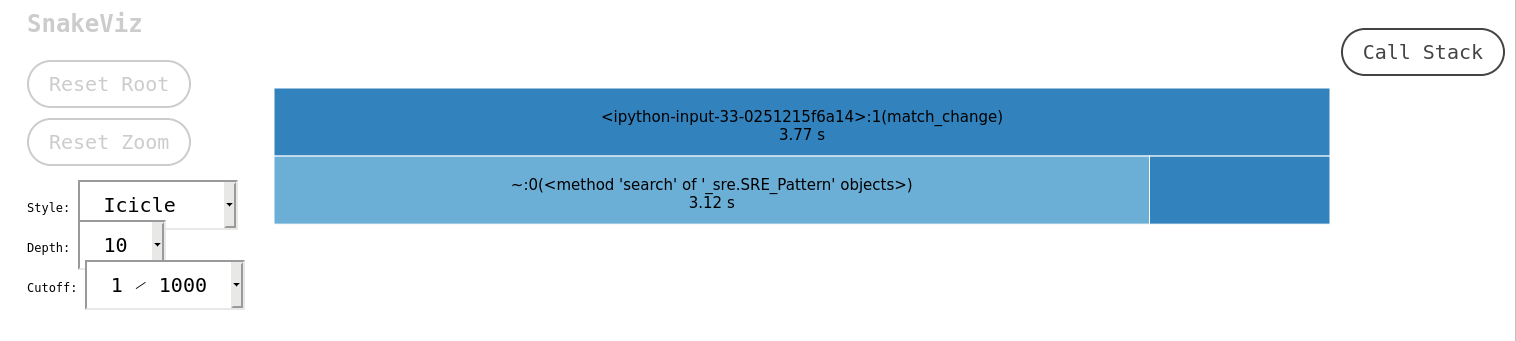 SnakeViz
Reset Root
Reset Zoom
Style: Icicle
Depth: 10
Cutoff: 1 / 1000
Call Stack
<ipython-input-33-0251215f6a14>:1(match_change)
3.77 s
~:0(<method 'search' of '_sre.SRE_Pattern' objects>)
3.12 s